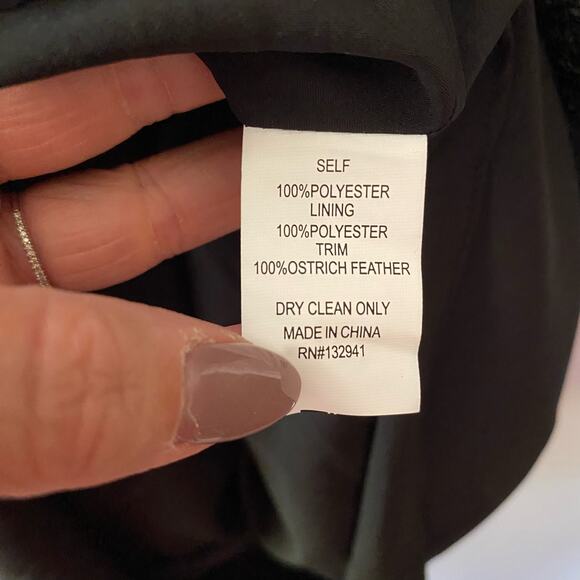 SELF
100%POLYESTER
LINING
100%POLYESTER
TRIM
100%OSTRICH FEATHER
DRY CLEAN ONLY
MADE IN CHINA
RN#132941